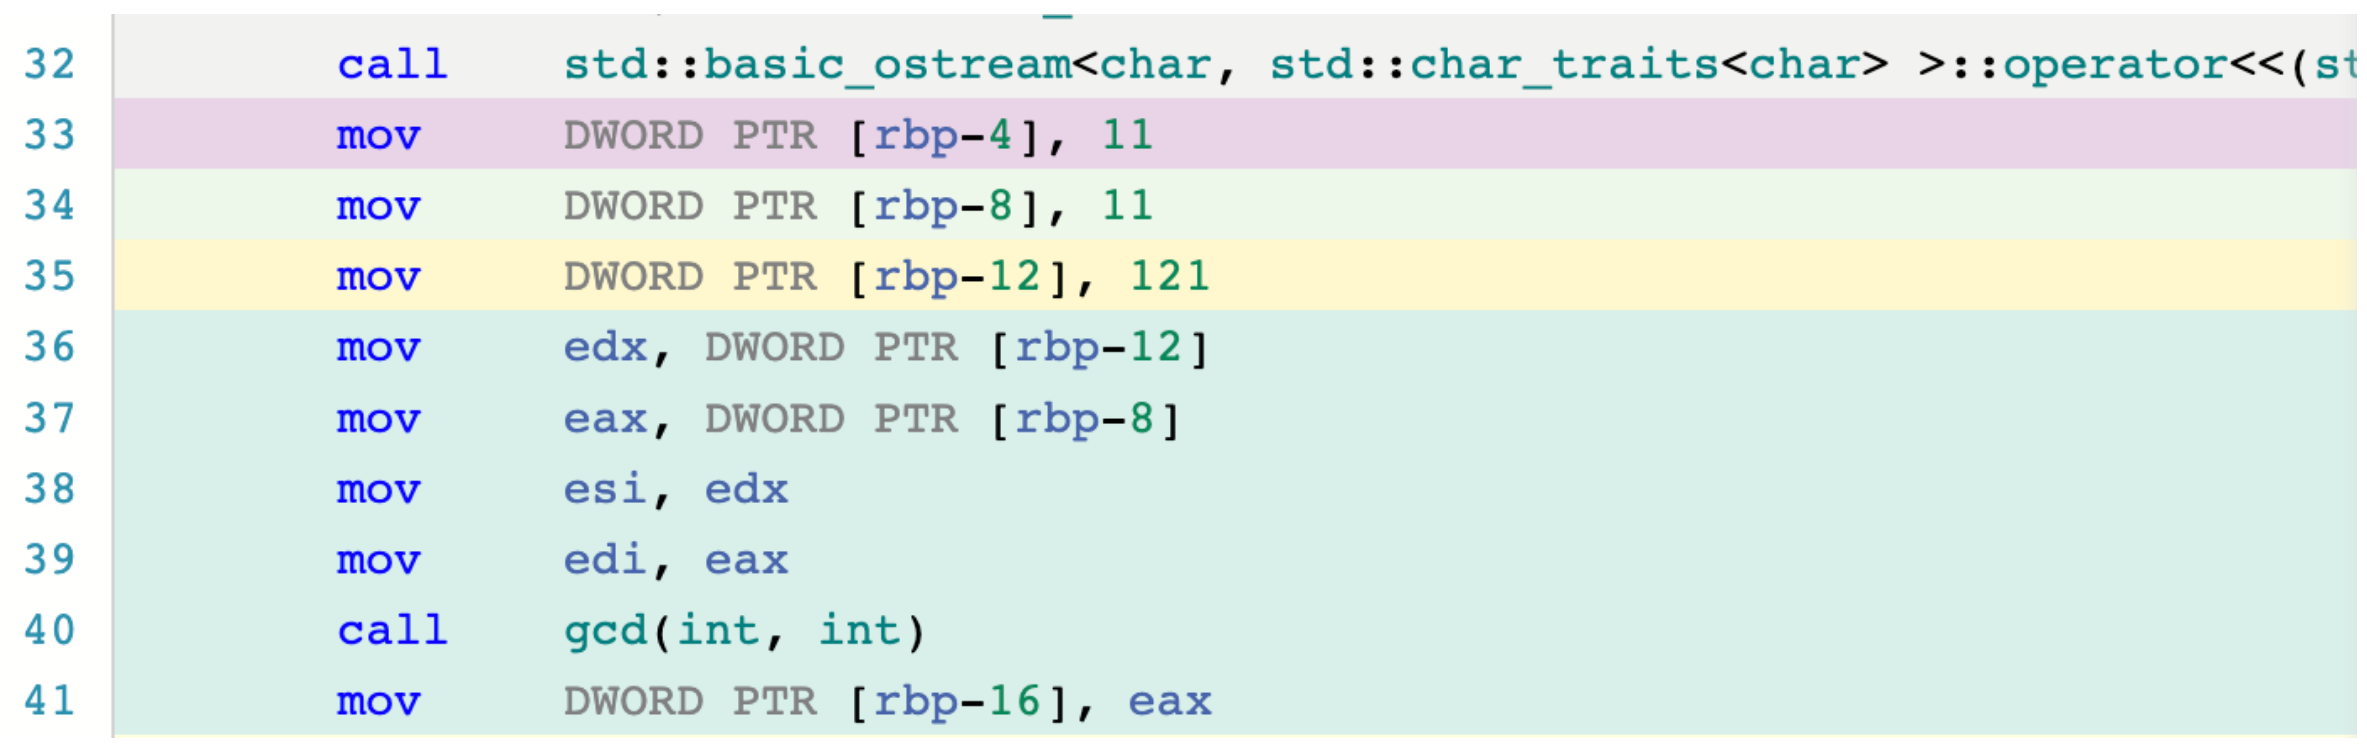 32 call std::basic_ostream<char, std::char_traits<char> >::operator<<(st
33 mov DWORD PTR [rbp-4], 11
34 mov DWORD PTR [rbp-8], 11
35 mov DWORD PTR [rbp-12], 121
36 mov edx, DWORD PTR [rbp-12]
37 mov eax, DWORD PTR [rbp-8]
38 mov esi, edx
39 mov edi, eax
40 call gcd(int, int)
41 mov DWORD PTR [rbp-16], eax